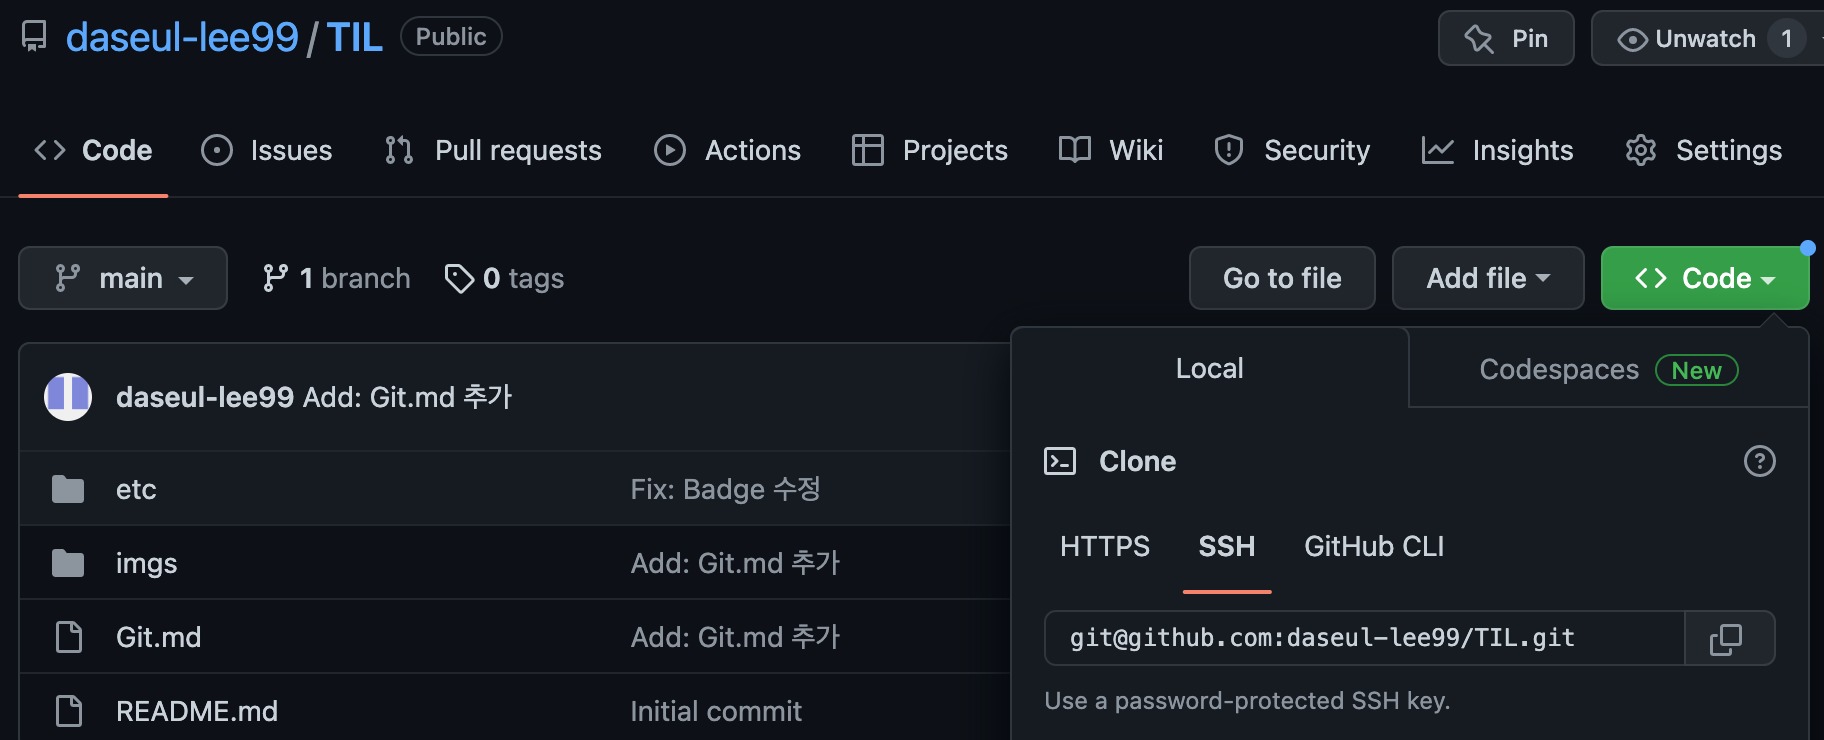 daseul-lee99 / TIL Public Pin Unwatch 1
Code Issues Pull requests Actions Projects Wiki Security Insights Settings
main 1 branch 0 tags Go to file Add file Code
Local Codespaces New
daseul-lee99 Add: Git.md 추가
Clone
etc Fix: Badge 수정
HTTPS SSH GitHub CLI
imgs Add: Git.md 추가
Git.md Add: Git.md 추가
git@github.com:daseul-lee99/TIL.git
Use a password-protected SSH key.
README.md Initial commit